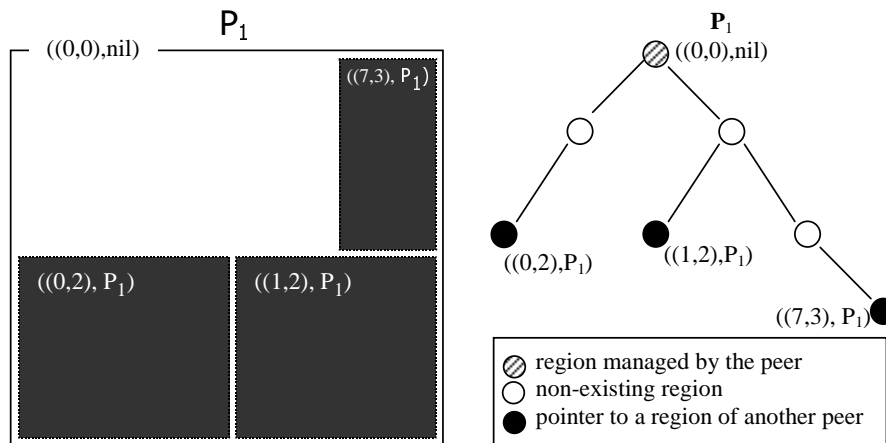 P1
((0,0),nil)
((7,3), P1)
((0,2), P1)
((1,2), P1)
P1
((0,0),nil)
((0,2),P1)
((1,2),P1)
((7,3), P1)
region managed by the peer
non-existing region
pointer to a region of another peer